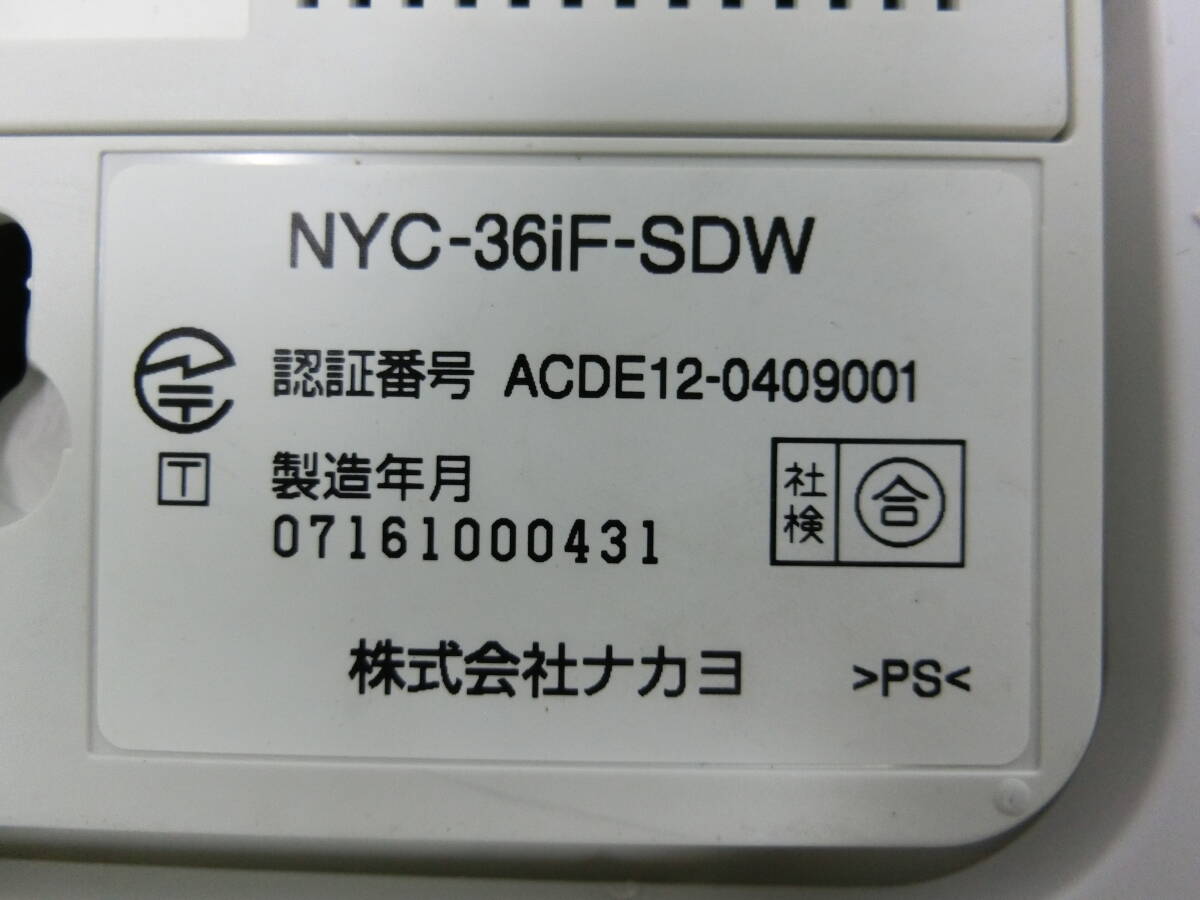 NYC-36iF-SDW
認証番号 ACDE12-0409001
T 製造年月
07161000431
社検 合
株式会社ナカヨ >PS<